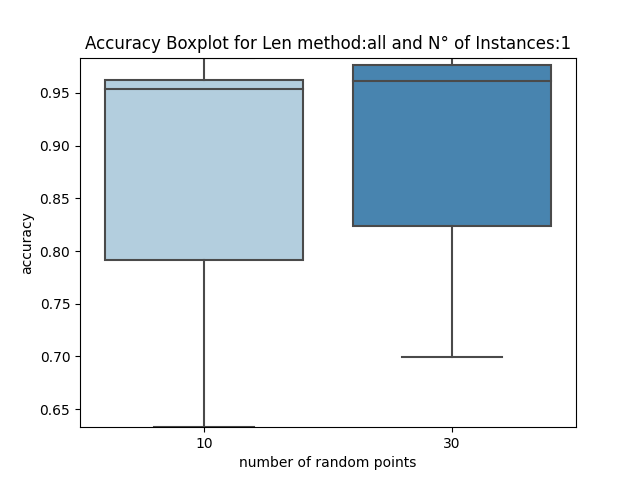 Accuracy Boxplot for Len method:all and N° of Instances:1
0.95
0.90
0.85
0.80
0.75
0.70
0.65
accuracy
10 30
number of random points